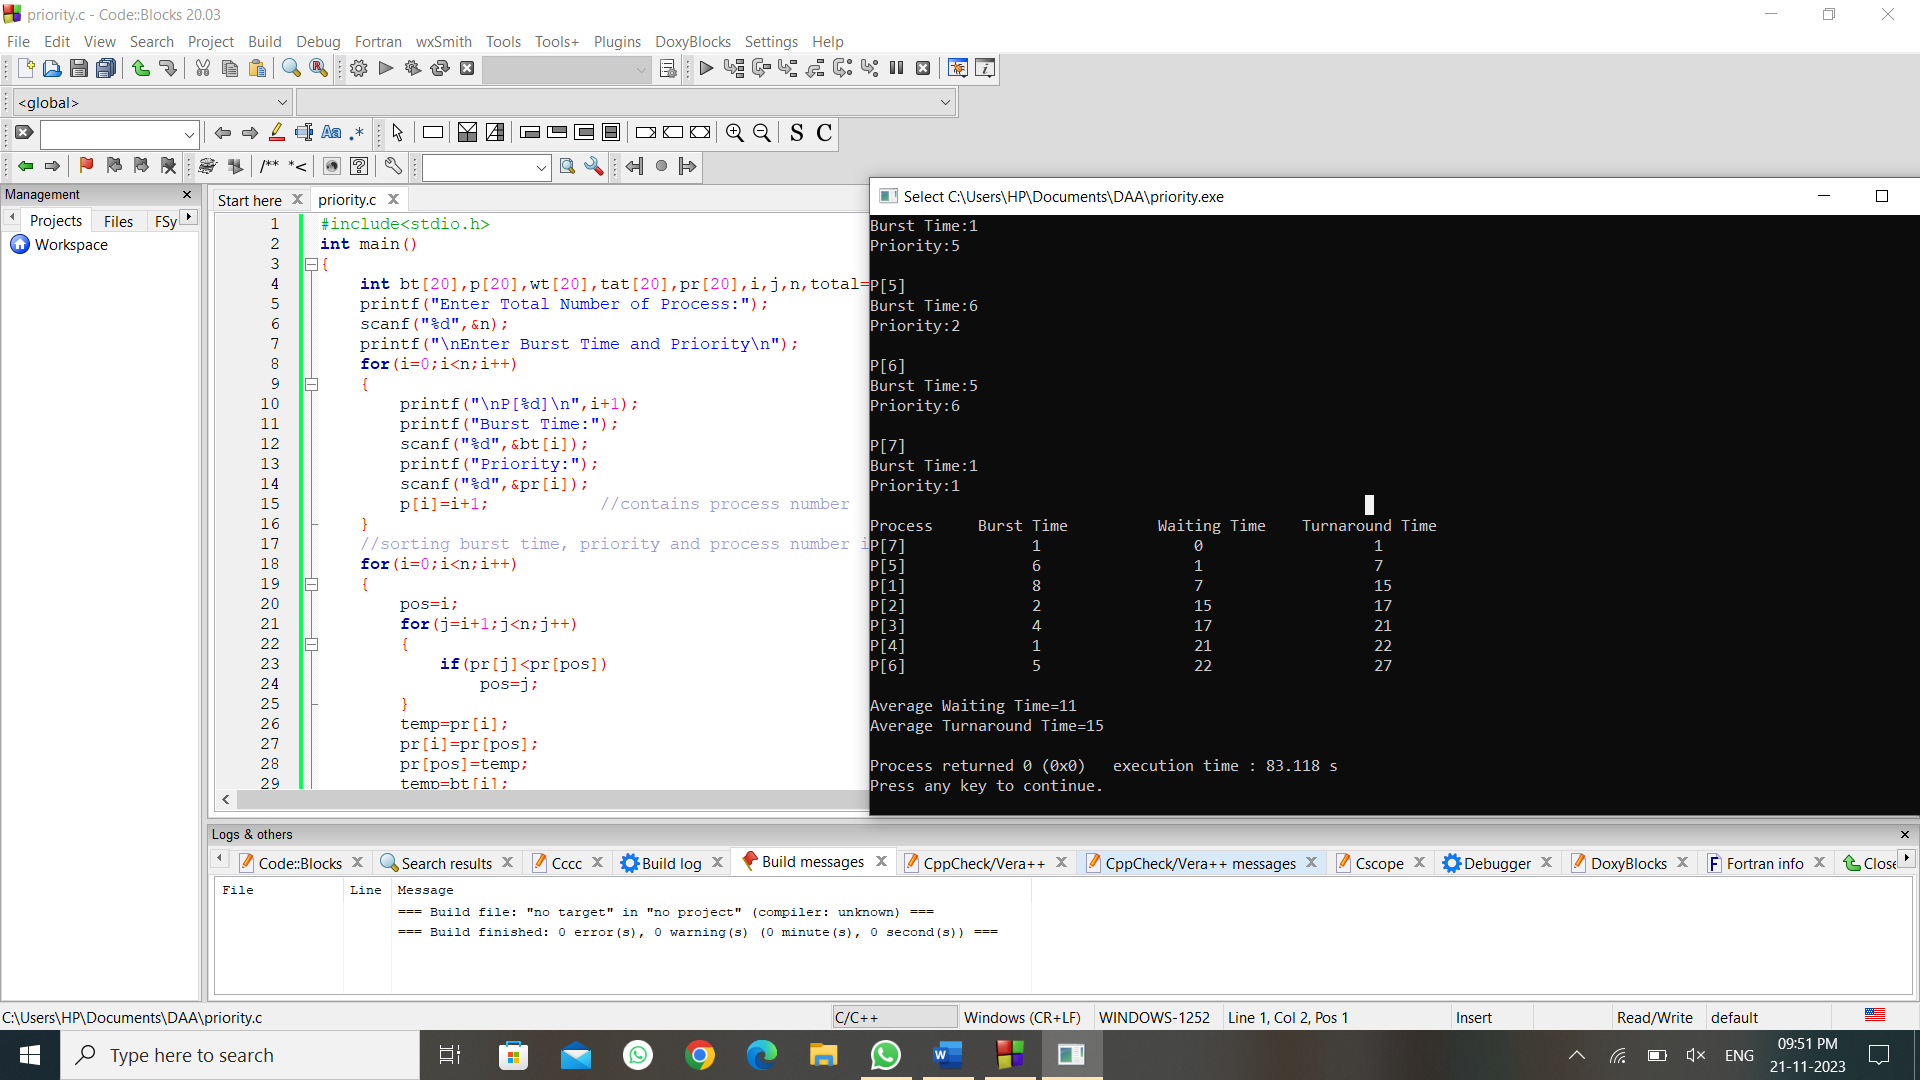 priority.c - Code::Blocks 20.03
File Edit View Search Project Build Debug Fortran wxSmith Tools Tools+ Plugins DoxyBlocks Settings Help
<global>
Aa .* S C
/** *<
Management
Projects Files FSy
Workspace
Start here priority.c
1 #include<stdio.h>
2 int main()
3 {
4 int bt[20],p[20],wt[20],tat[20],pr[20],i,j,n,total=
5 printf("Enter Total Number of Process:");
6 scanf("%d",&n);
7 printf("\nEnter Burst Time and Priority\n");
8 for(i=0;i<n;i++)
9 {
10 printf("\nP[%d]\n",i+1);
11 printf("Burst Time:");
12 scanf("%d",&bt[i]);
13 printf("Priority:");
14 scanf("%d",&pr[i]);
15 p[i]=i+1; //contains process number
16 }
17 //sorting burst time, priority and process number i
18 for(i=0;i<n;i++)
19 {
20 pos=i;
21 for(j=i+1;j<n;j++)
22 {
23 if(pr[j]<pr[pos])
24 pos=j;
25 }
26 temp=pr[i];
27 pr[i]=pr[pos];
28 pr[pos]=temp;
29 temp=bt[i];
Select C:\Users\HP\Documents\DAA\priority.exe
Burst Time:1
Priority:5
P[5]
Burst Time:6
Priority:2
P[6]
Burst Time:5
Priority:6
P[7]
Burst Time:1
Priority:1
Process Burst Time Waiting Time Turnaround Time
P[7] 1 0 1
P[5] 6 1 7
P[1] 8 7 15
P[2] 2 15 17
P[3] 4 17 21
P[4] 1 21 22
P[6] 5 22 27
Average Waiting Time=11
Average Turnaround Time=15
Process returned 0 (0x0) execution time : 83.118 s
Press any key to continue.
Logs & others
Code::Blocks Search results Cccc Build log Build messages CppCheck/Vera++ CppCheck/Vera++ messages Cscope Debugger DoxyBlocks Fortran info Close
File Line Message
=== Build file: "no target" in "no project" (compiler: unknown) ===
=== Build finished: 0 error(s), 0 warning(s) (0 minute(s), 0 second(s)) ===
C:\Users\HP\Documents\DAA\priority.c C/C++ Windows (CR+LF) WINDOWS-1252 Line 1, Col 2, Pos 1 Insert Read/Write default
Type here to search
ENG
09:51 PM
21-11-2023